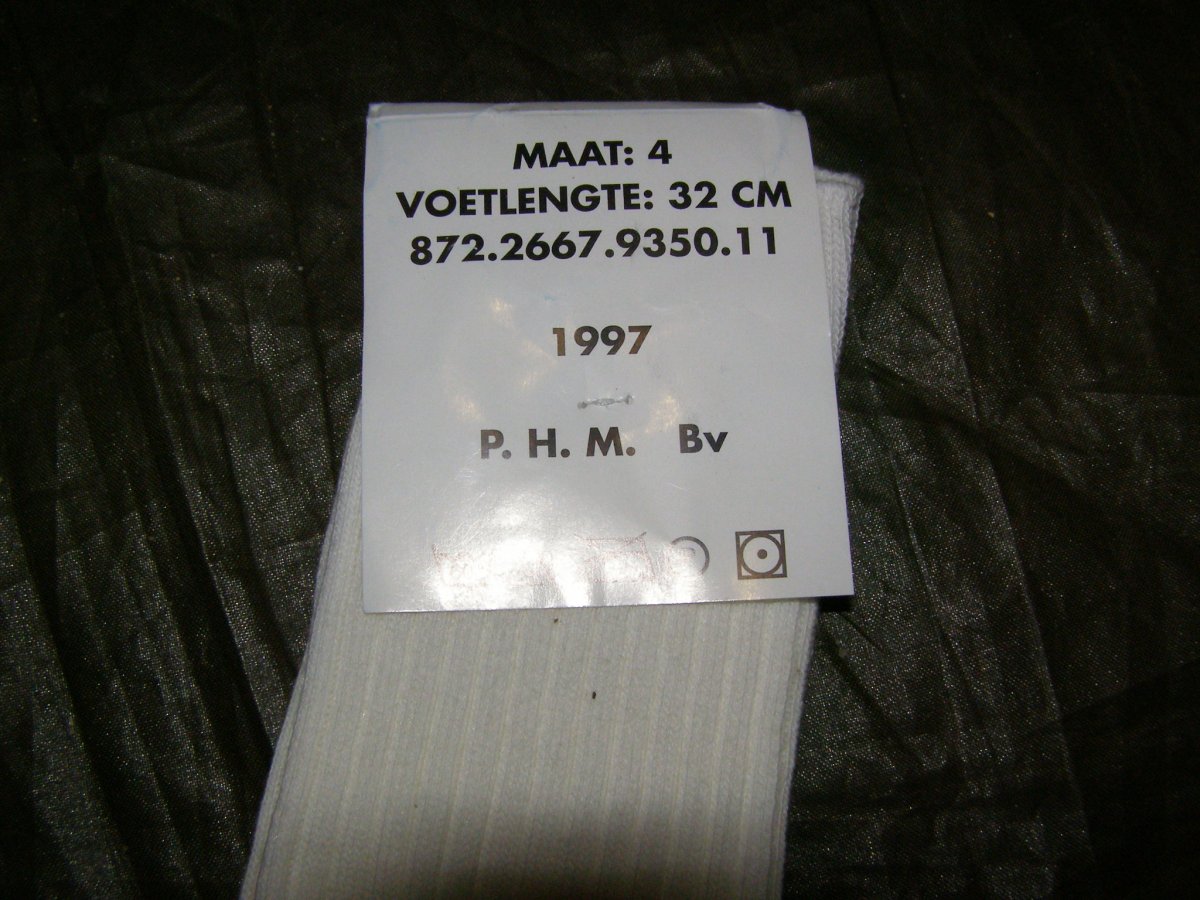 MAAT: 4
VOETLENGTE: 32 CM
872.2667.9350.11
1997
P. H. M. Bv